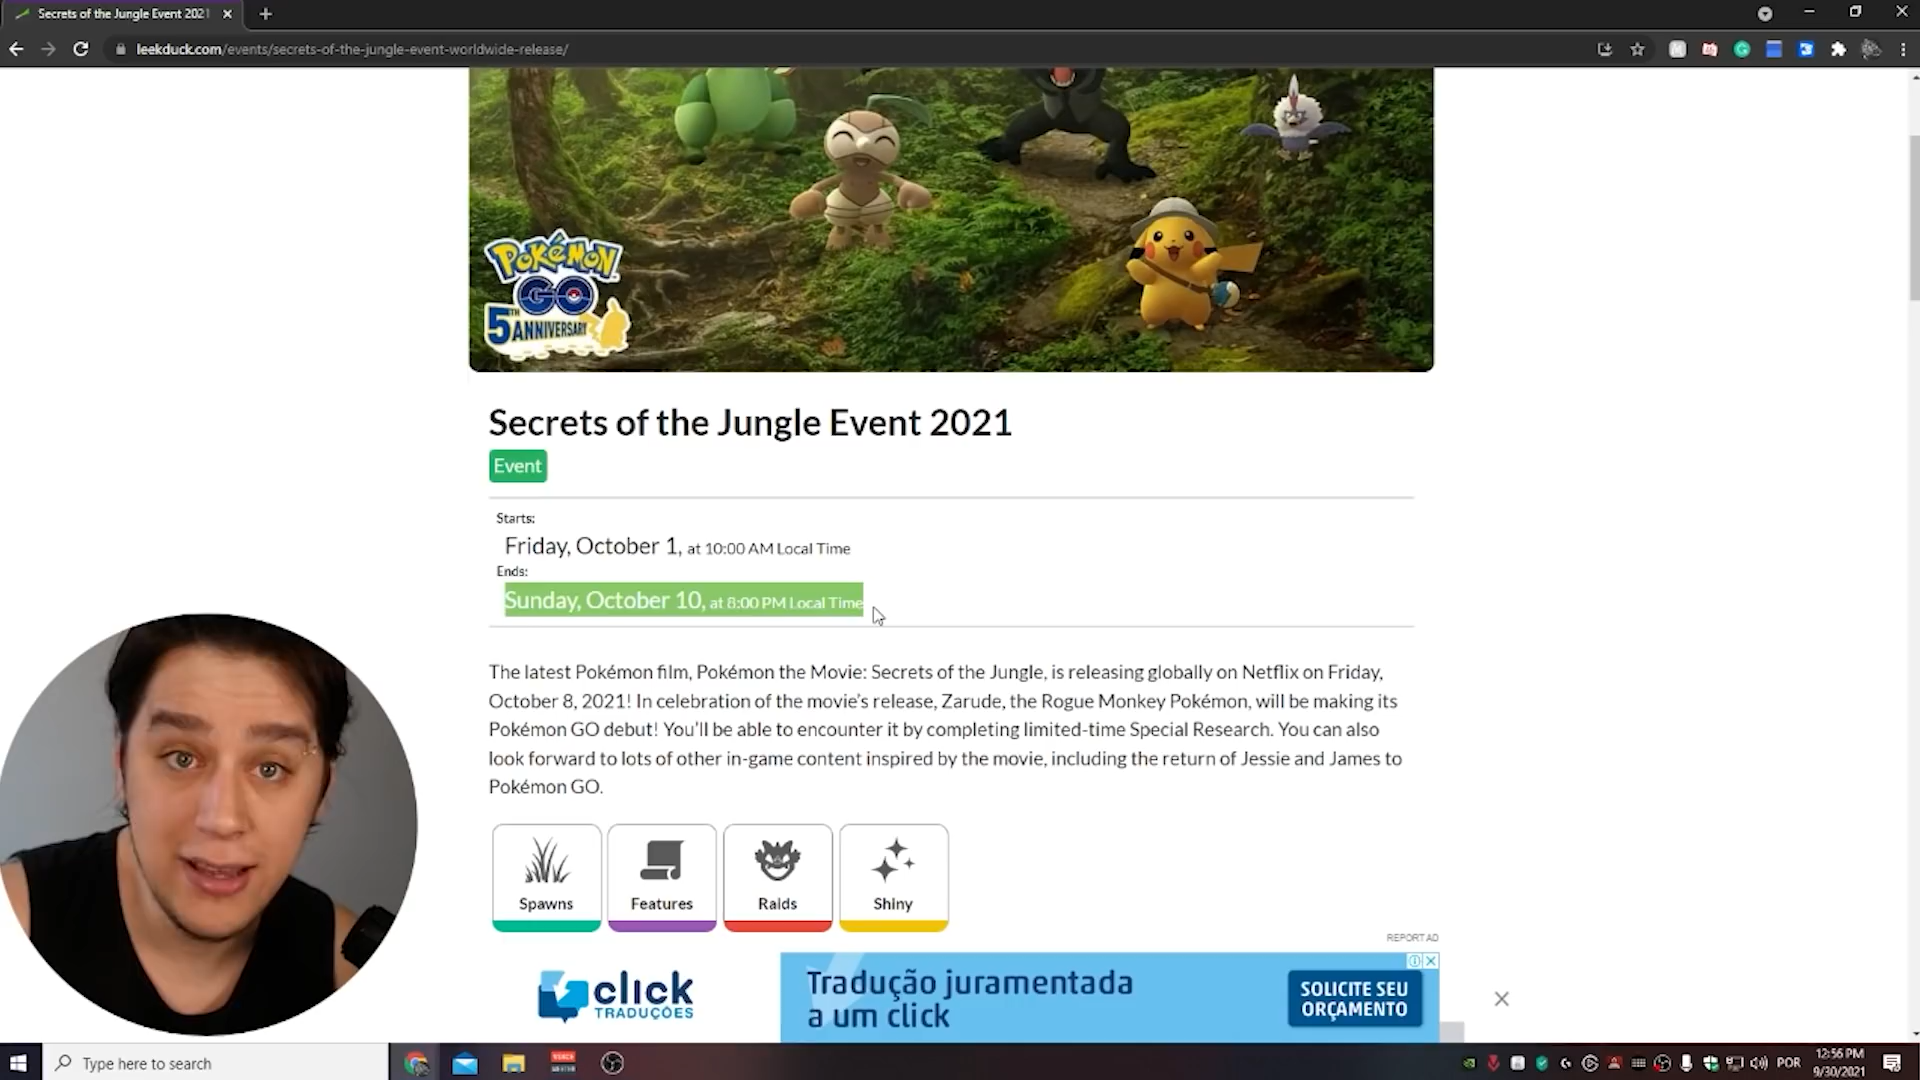 Secrets of the Jungle Event 2021
leekduck.com/events/secrets-of-the-jungle-event-worldwide-release/
POKéMON
GO
5TH
ANNIVERSARY
Secrets of the Jungle Event 2021
Event
Starts:
Friday, October 1, at 10:00 AM Local Time
Ends:
Sunday, October 10, at 8:00 PM Local Time
The latest Pokémon film, Pokémon the Movie: Secrets of the Jungle, is releasing globally on Netflix on Friday,
October 8, 2021! In celebration of the movie's release, Zarude, the Rogue Monkey Pokémon, will be making its
Pokémon GO debut! You'll be able to encounter it by completing limited-time Special Research. You can also
look forward to lots of other in-game content inspired by the movie, including the return of Jessie and James to
Pokémon GO.
Spawns Features Raids Shiny
REPORT AD
click
TRADUÇÕES
Tradução juramentada
a um click
SOLICITE SEU
ORÇAMENTO
Type here to search
POR
12:56 PM
9/30/2021